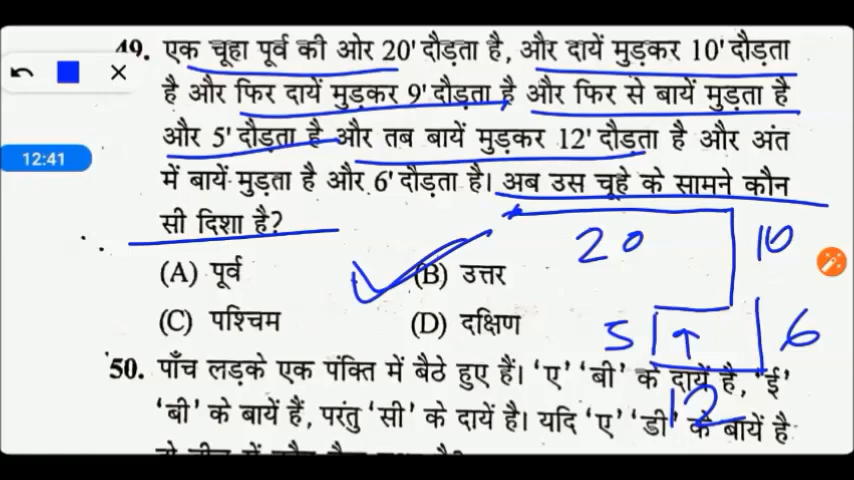 49. एक चूहा पूर्व की ओर 20' दौड़ता है, और दायें मुड़कर 10' दौड़ता
है और फिर दायें मुड़कर 9' दौड़ता है और फिर से बायें मुड़ता है
और 5' दौड़ता है और तब बायें मुड़कर 12' दौड़ता है और अंत
12:41
में बायें मुड़ता है और 6' दौड़ता है। अब उस चूहे के सामने कौन
सी दिशा है?
20 10
(A) पूर्व (B) उत्तर
(C) पश्चिम (D) दक्षिण
5 6
12
50. पाँच लड़के एक पंक्ति में बैठे हुए हैं। 'ए' 'बी' के दायें है, 'ई'
'बी' के बायें हैं, परंतु 'सी' के दायें है। यदि 'ए' 'डी' के बायें है